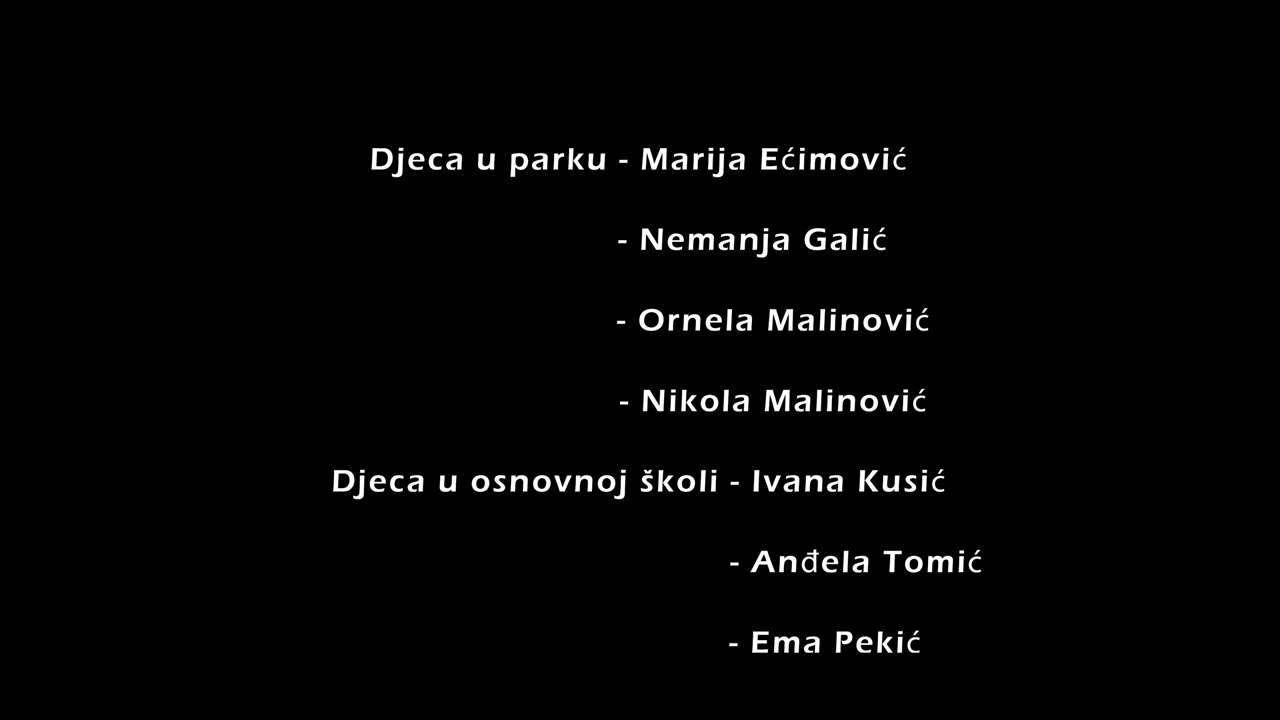 Djeca u parku - Marija Ećimović
- Nemanja Galić
- Ornela Malinović
- Nikola Malinović
Djeca u osnovnoj školi - Ivana Kusić
- Anđela Tomić
- Ema Pekić